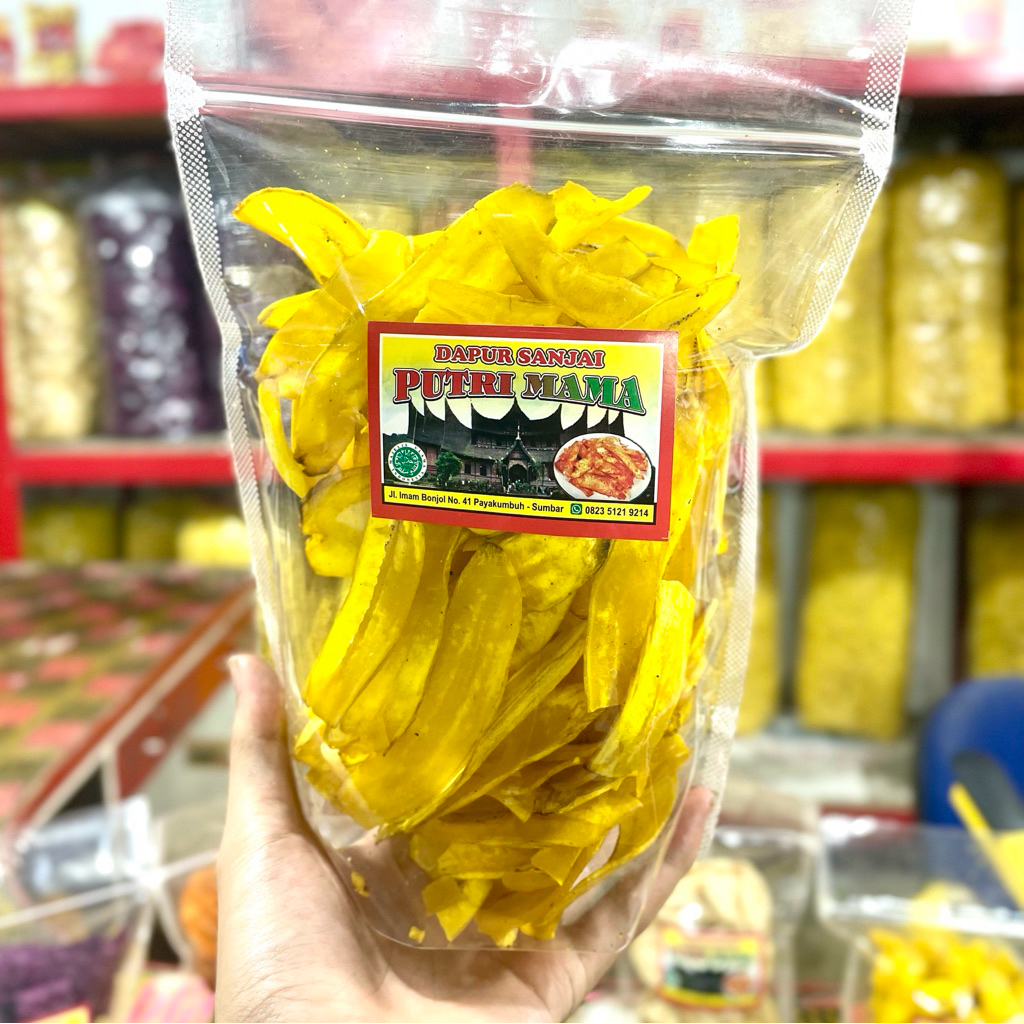 DAPUR SANJAI
PUTRI MAMA
Jl. Imam Bonjol No. 41 Payakumbuh - Sumbar 0823 5121 9214